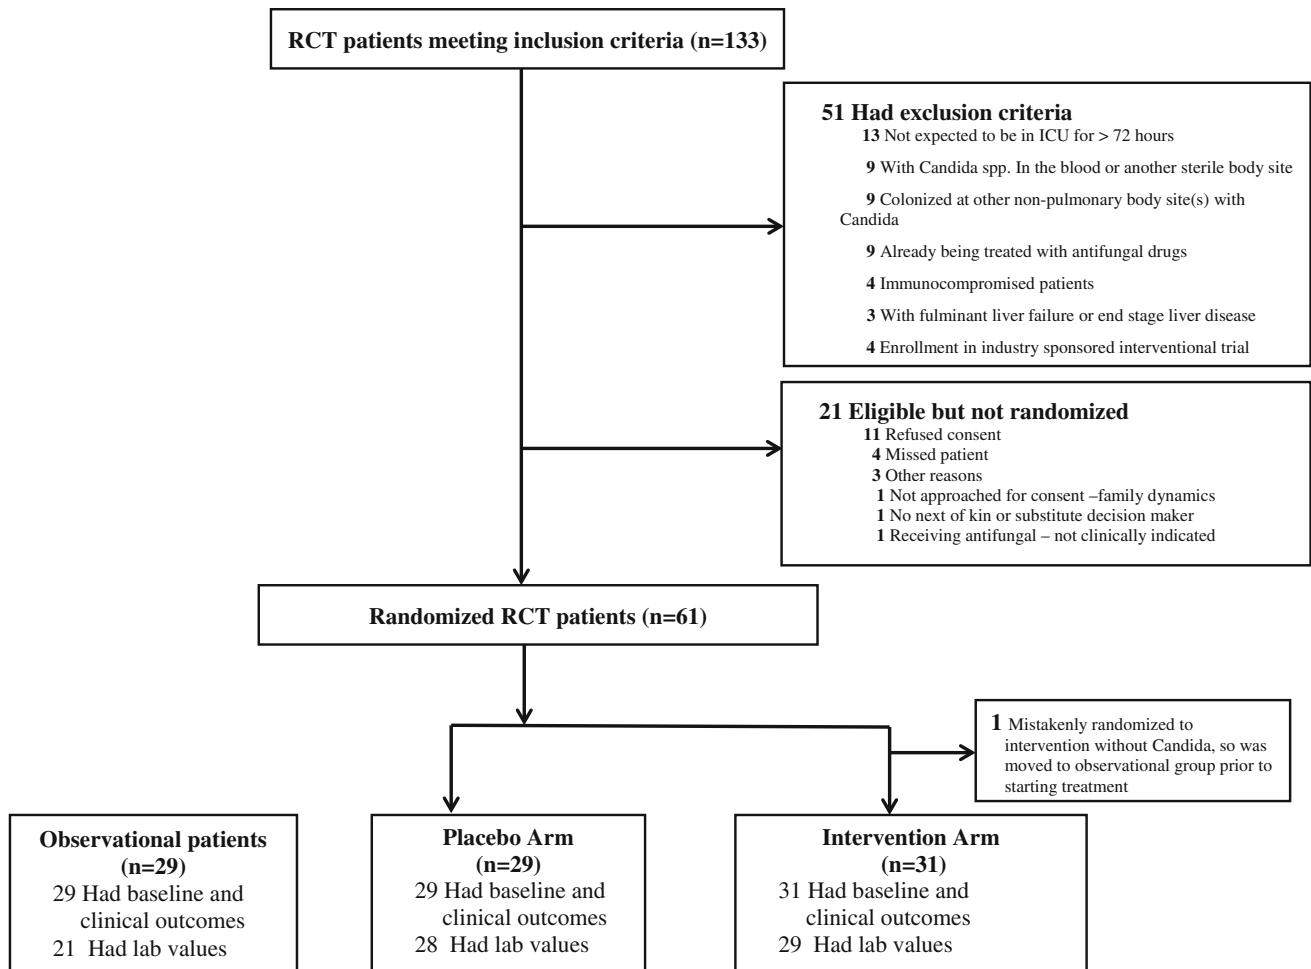 RCT patients meeting inclusion criteria (n=133)
51 Had exclusion criteria
13 Not expected to be in ICU for > 72 hours
9 With Candida spp. In the blood or another sterile body site
9 Colonized at other non-pulmonary body site(s) with
Candida
9 Already being treated with antifungal drugs
4 Immunocompromised patients
3 With fulminant liver failure or end stage liver disease
4 Enrollment in industry sponsored interventional trial
21 Eligible but not randomized
11 Refused consent
4 Missed patient
3 Other reasons
1 Not approached for consent –family dynamics
1 No next of kin or substitute decision maker
1 Receiving antifungal – not clinically indicated
Randomized RCT patients (n=61)
1 Mistakenly randomized to
intervention without Candida, so was
moved to observational group prior to
starting treatment
Observational patients
(n=29)
29 Had baseline and
clinical outcomes
21 Had lab values
Placebo Arm
(n=29)
29 Had baseline and
clinical outcomes
28 Had lab values
Intervention Arm
(n=31)
31 Had baseline and
clinical outcomes
29 Had lab values